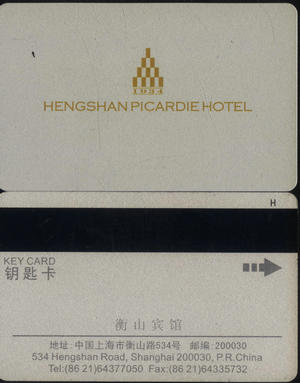 1934
HENGSHAN PICARDIE HOTEL
H
KEY CARD
钥匙卡
衡山宾馆
地址:中国上海市衡山路534号 邮编:200030
534 Hengshan Road, Shanghai 200030, P.R.China
Tel:(86 21)64377050 Fax:(86 21)64335732